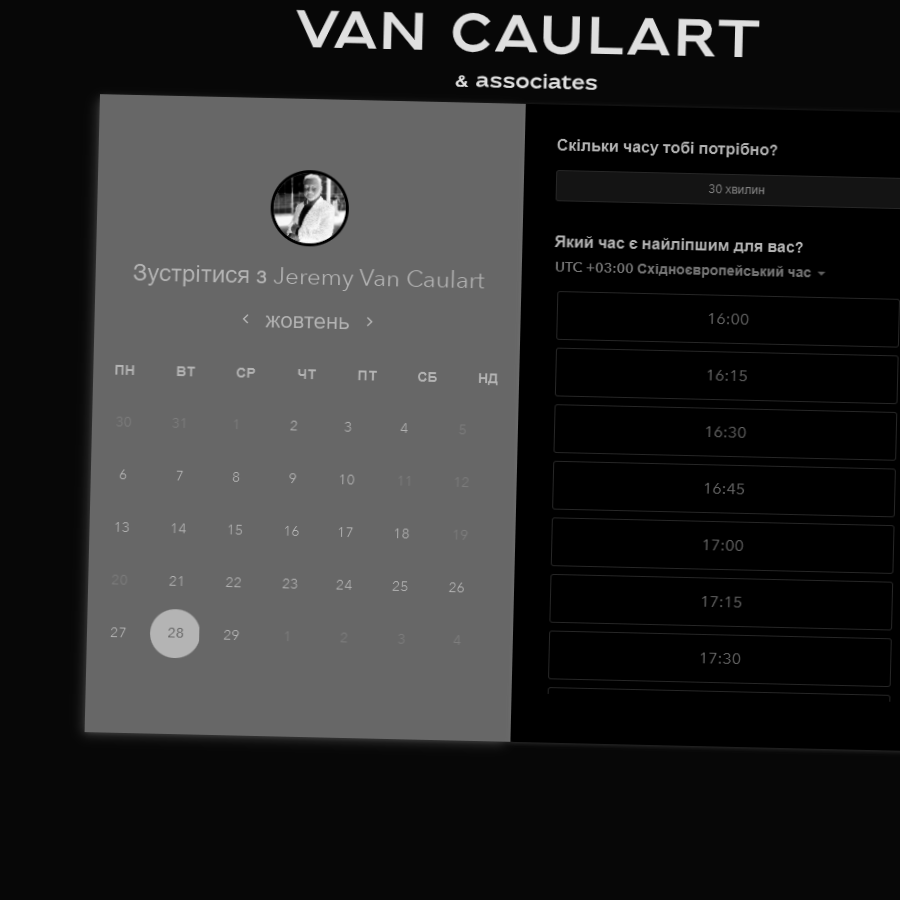 VAN CAULART
& associates
Зустрітися з Jeremy Van Caulart
жовтень
ПН ВТ СР ЧТ ПТ СБ НД
30 31 1 2 3 4 5
6 7 8 9 10 11 12
13 14 15 16 17 18 19
20 21 22 23 24 25 26
27 28 29 1 2 3 4
Скільки часу тобі потрібно?
30 хвилин
Який час є найліпшим для вас?
UTC +03:00 Східноєвропейський час
16:00
16:15
16:30
16:45
17:00
17:15
17:30